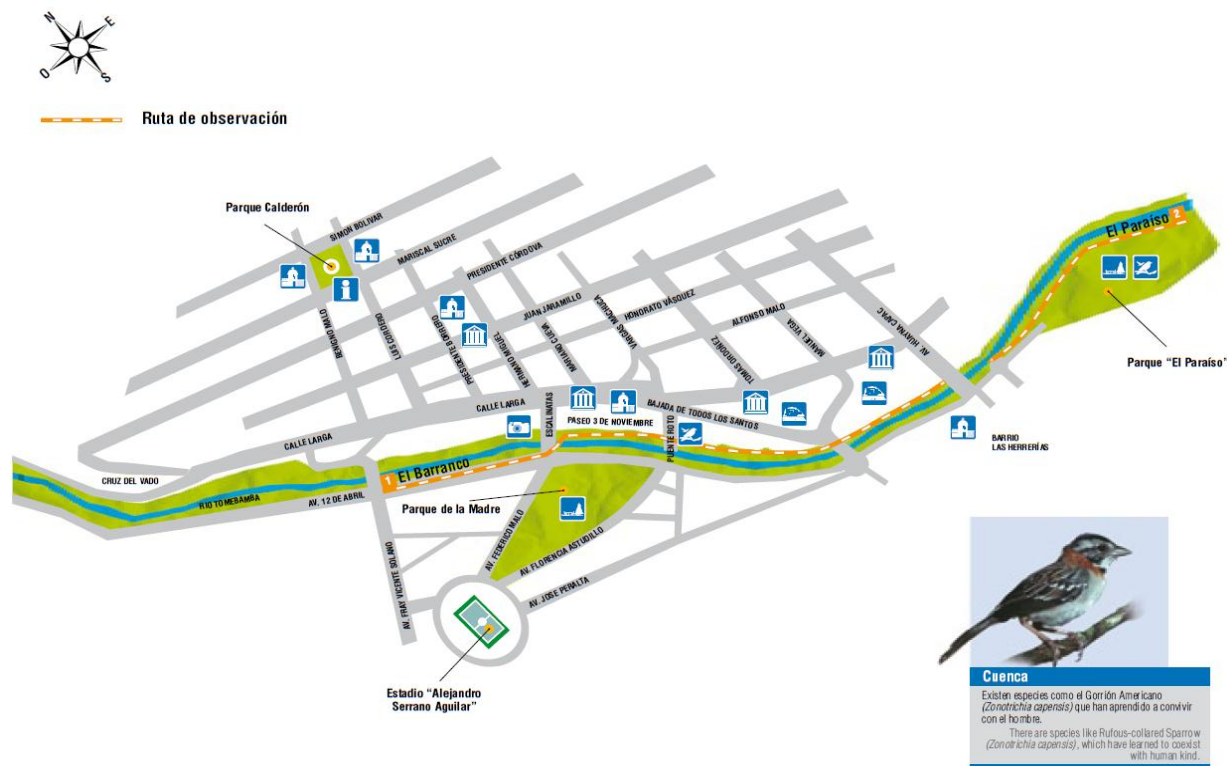 N
E
O
S
Ruta de observación
Parque Calderón
SIMON BOLIVAR
MARISCAL SUCRE
PRESIDENTE CÓRDOVA
JUAN JARAMILLO
HONORATO VÁSQUEZ
ALFONSO MALO
BENIGNO MALO
LUIS CORDERO
PRESIDENTE BORRERO
HERMANO MIGUEL
MARIANO CUEVA
VARGAS MACHUCA
TOMAS ORDOÑEZ
MANUEL VEGA
AV. HUAYNA CAPAC
El Paraíso
2
Parque "El Paraíso"
CALLE LARGA
CALLE LARGA
ESCALINATAS
PASEO 3 DE NOVIEMBRE
BAJADA DE TODOS LOS SANTOS
PUENTE ROTO
BARRIO
LAS HERRERÍAS
CRUZ DEL VADO
RIO TOMEBAMBA
AV. 12 DE ABRIL
1
El Barranco
Parque de la Madre
AV. FEDERICO MALO
AV. FLORENCIA ASTUDILLO
AV. JOSE PERALTA
AV. FRAY VICENTE SOLANO
Estadio "Alejandro
Serrano Aguilar"
Cuenca
Existen especies como el Gorrión Americano
(Zonotrichia capensis) que han aprendido a convivir
con el hombre.
There are species like Rufous-collared Sparrow
(Zonotrichia capensis), which have learned to coexist
with human kind.